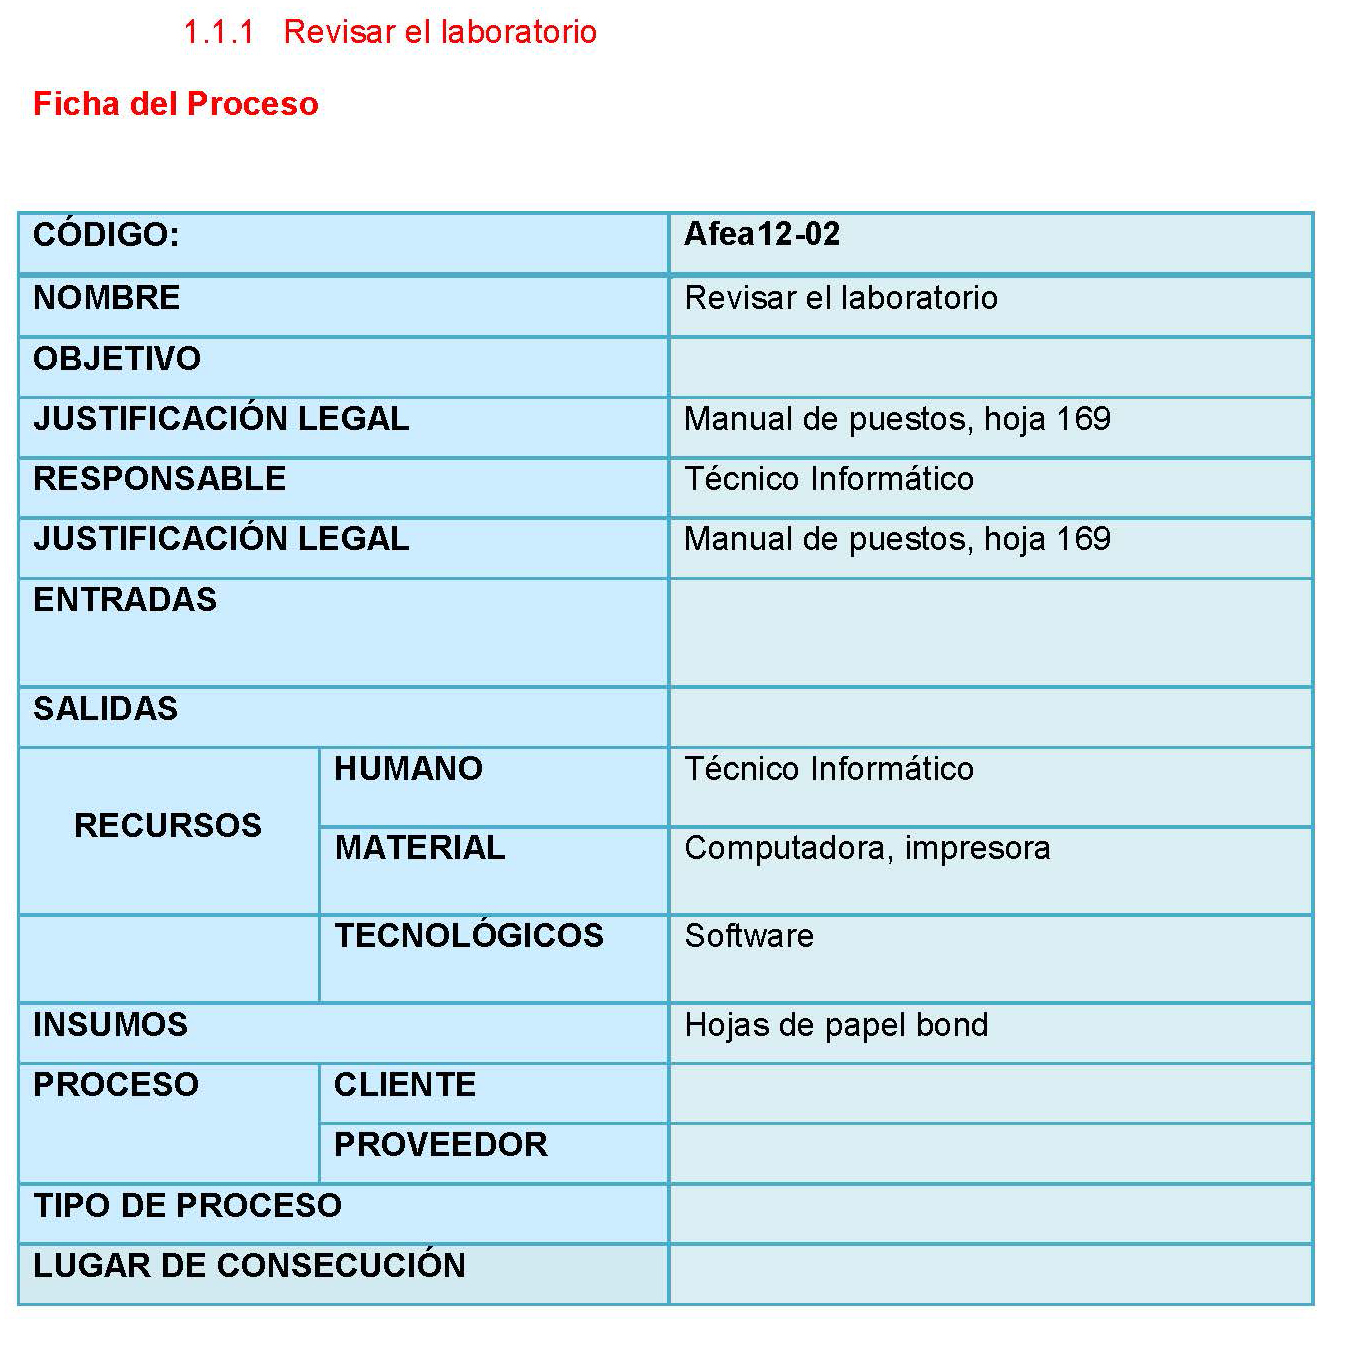 1.1.1 Revisar el laboratorio
Ficha del Proceso
CÓDIGO: Afea12-02
NOMBRE Revisar el laboratorio
OBJETIVO
JUSTIFICACIÓN LEGAL Manual de puestos, hoja 169
RESPONSABLE Técnico Informático
JUSTIFICACIÓN LEGAL Manual de puestos, hoja 169
ENTRADAS
SALIDAS
RECURSOS
HUMANO Técnico Informático
MATERIAL Computadora, impresora
TECNOLÓGICOS Software
INSUMOS Hojas de papel bond
PROCESO CLIENTE
PROVEEDOR
TIPO DE PROCESO
LUGAR DE CONSECUCIÓN